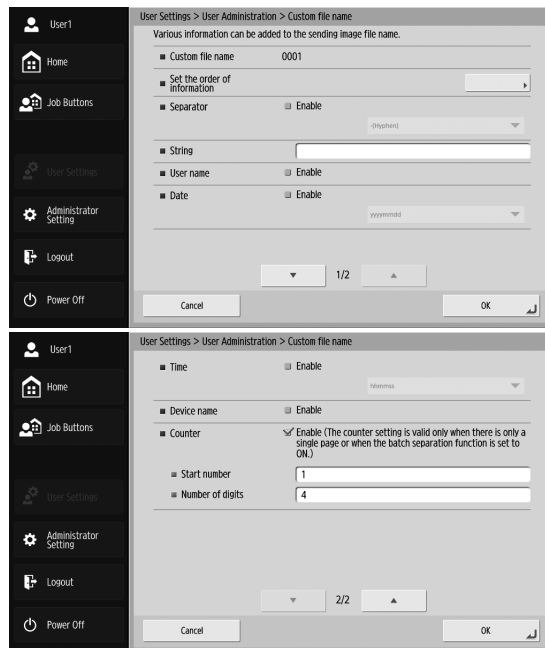 User1
Home
Job Buttons
User Settings
Administrator
Setting
Logout
Power Off
User Settings > User Administration > Custom file name
Various information can be added to the sending image file name.
Custom file name 0001
Set the order of
information
Separator Enable
-(Hyphen)
String
User name Enable
Date Enable
yyyymmdd
1/2
Cancel OK
User1
Home
Job Buttons
User Settings
Administrator
Setting
Logout
Power Off
User Settings > User Administration > Custom file name
Time Enable
hhmmss
Device name Enable
Counter Enable (The counter setting is valid only when there is only a
single page or when the batch separation function is set to
ON.)
Start number 1
Number of digits 4
2/2
Cancel OK